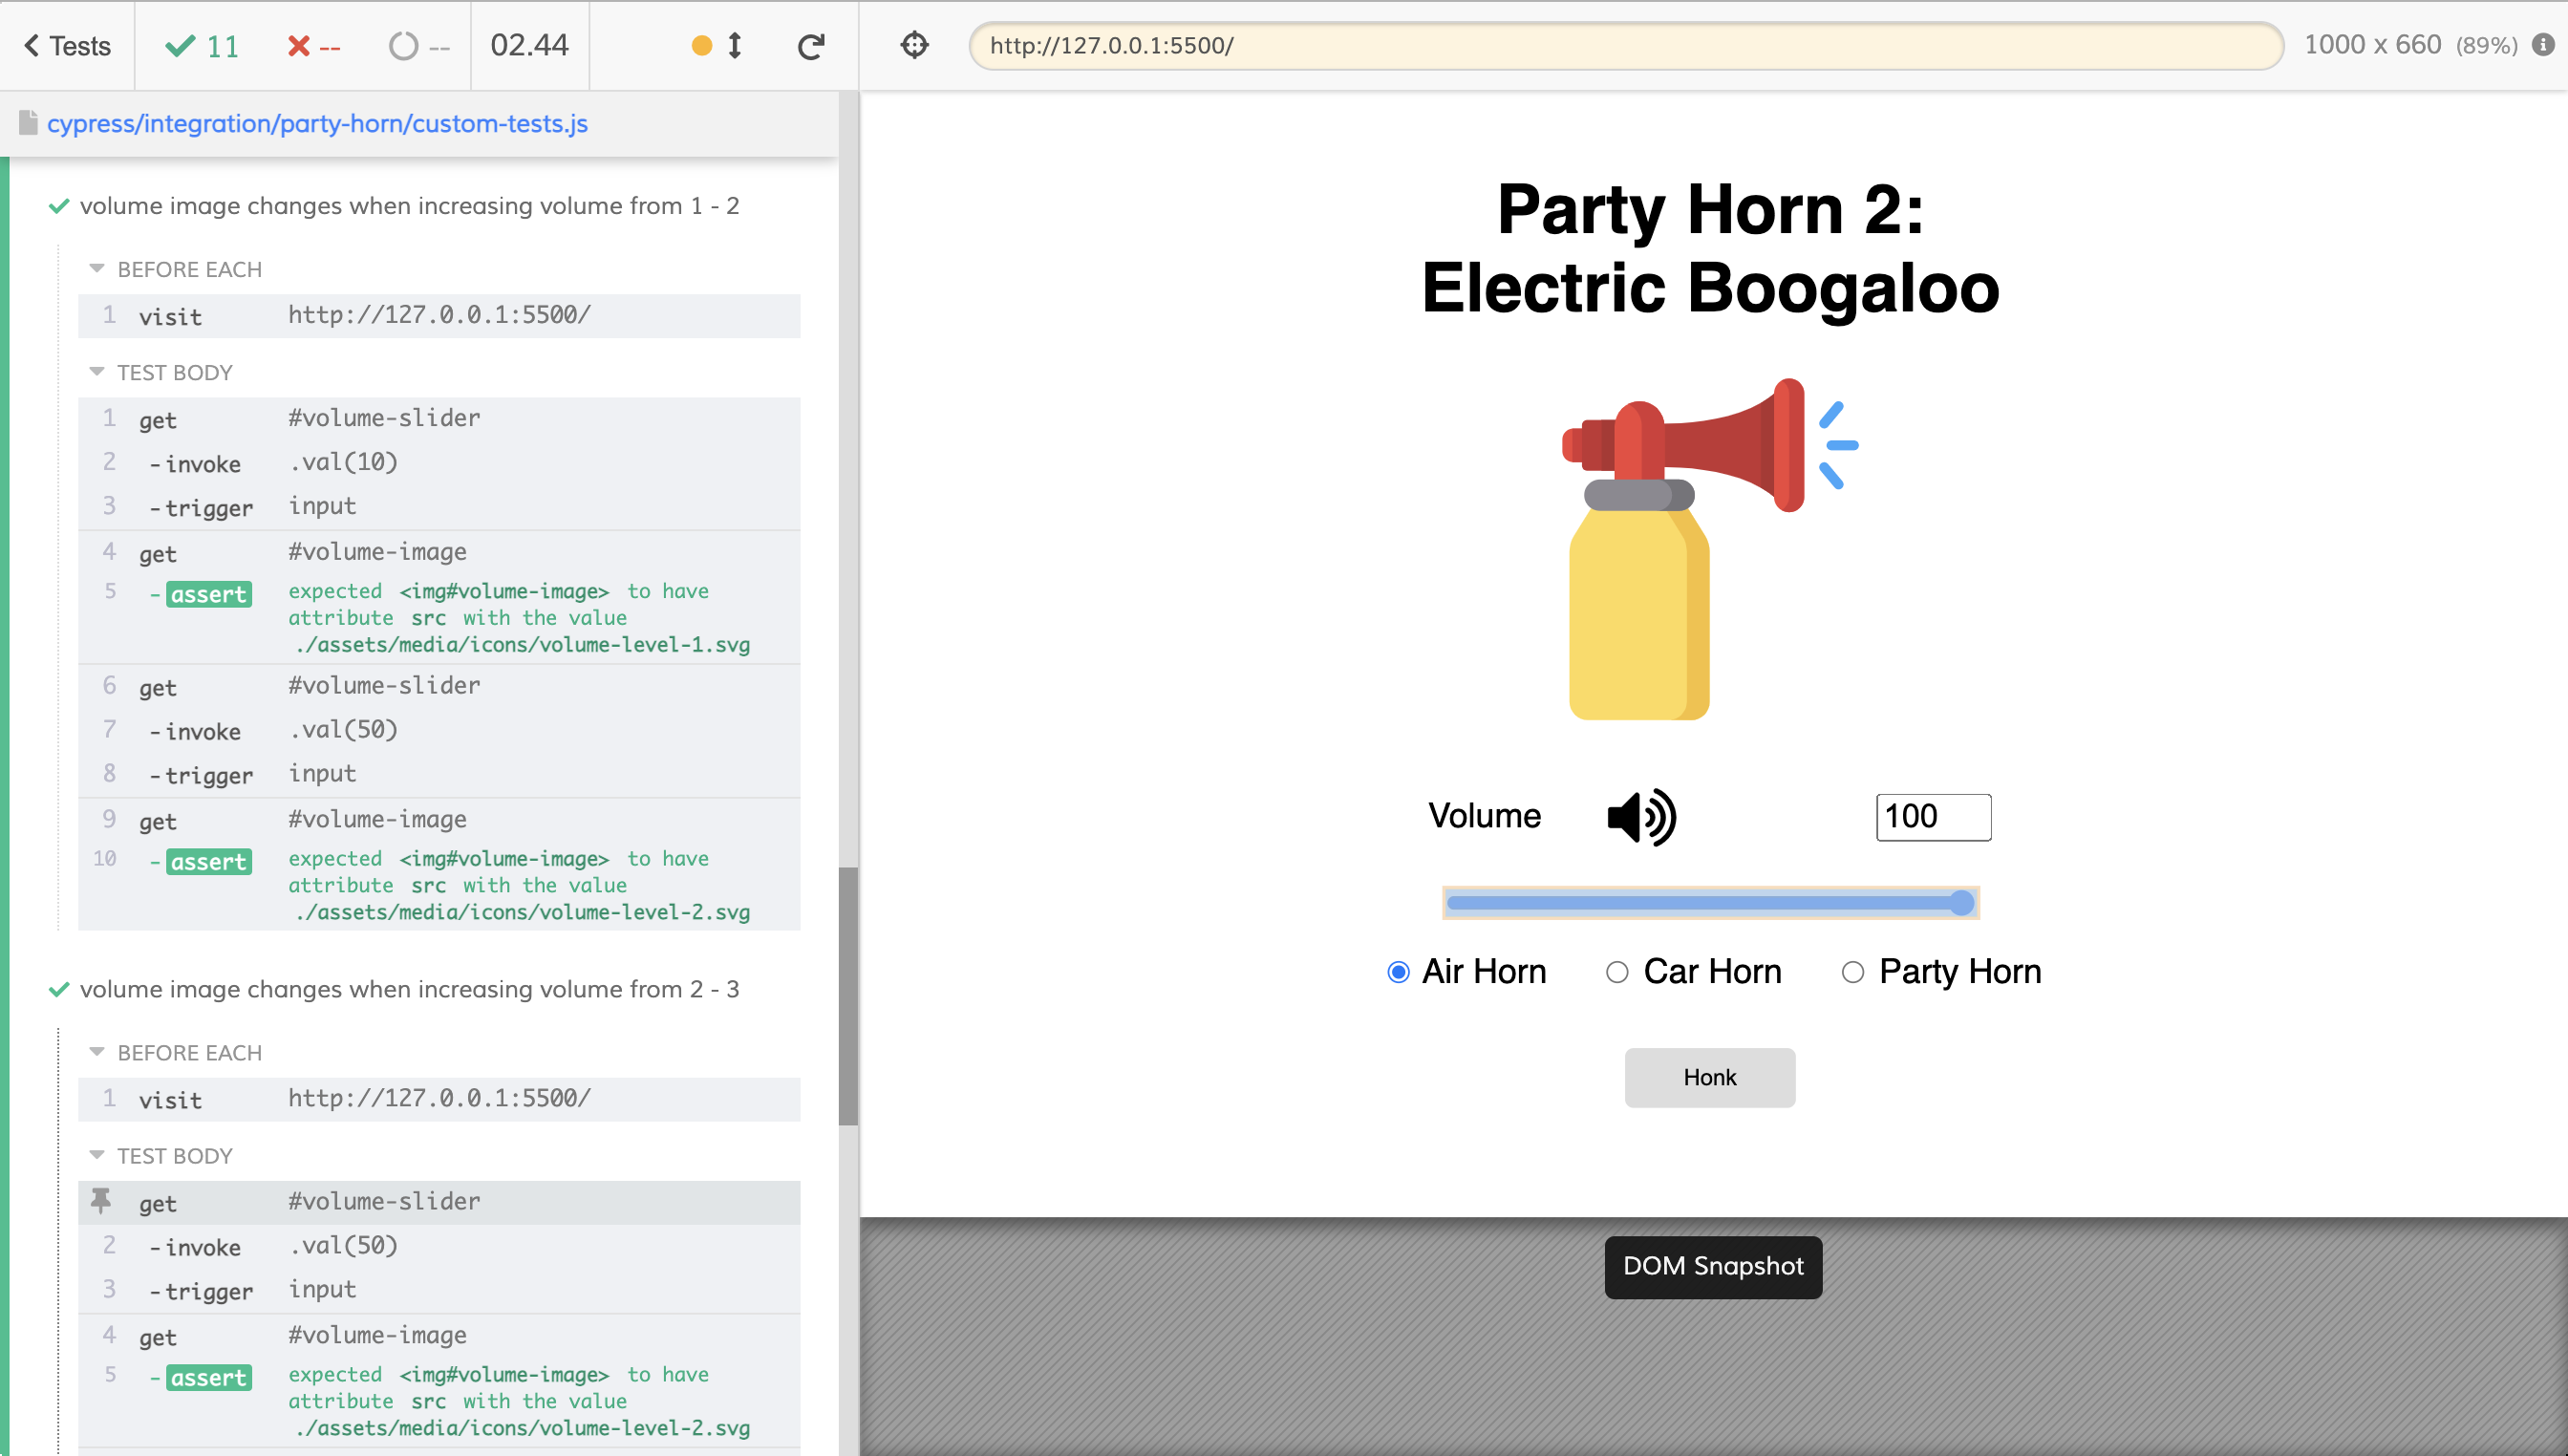 Tests
11
--
--
02.44
http://127.0.0.1:5500/
1000 x 660 (89%)
cypress/integration/party-horn/custom-tests.js
volume image changes when increasing volume from 1 - 2
BEFORE EACH
1 visit http://127.0.0.1:5500/
TEST BODY
1 get #volume-slider
2 -invoke .val(10)
3 -trigger input
4 get #volume-image
5 -assert expected <img#volume-image> to have
attribute src with the value
./assets/media/icons/volume-level-1.svg
6 get #volume-slider
7 -invoke .val(50)
8 -trigger input
9 get #volume-image
10 -assert expected <img#volume-image> to have
attribute src with the value
./assets/media/icons/volume-level-2.svg
volume image changes when increasing volume from 2 - 3
BEFORE EACH
1 visit http://127.0.0.1:5500/
TEST BODY
get #volume-slider
2 -invoke .val(50)
3 -trigger input
4 get #volume-image
5 -assert expected <img#volume-image> to have
attribute src with the value
./assets/media/icons/volume-level-2.svg
Party Horn 2:
Electric Boogaloo
Volume 100
Air Horn Car Horn Party Horn
Honk
DOM Snapshot